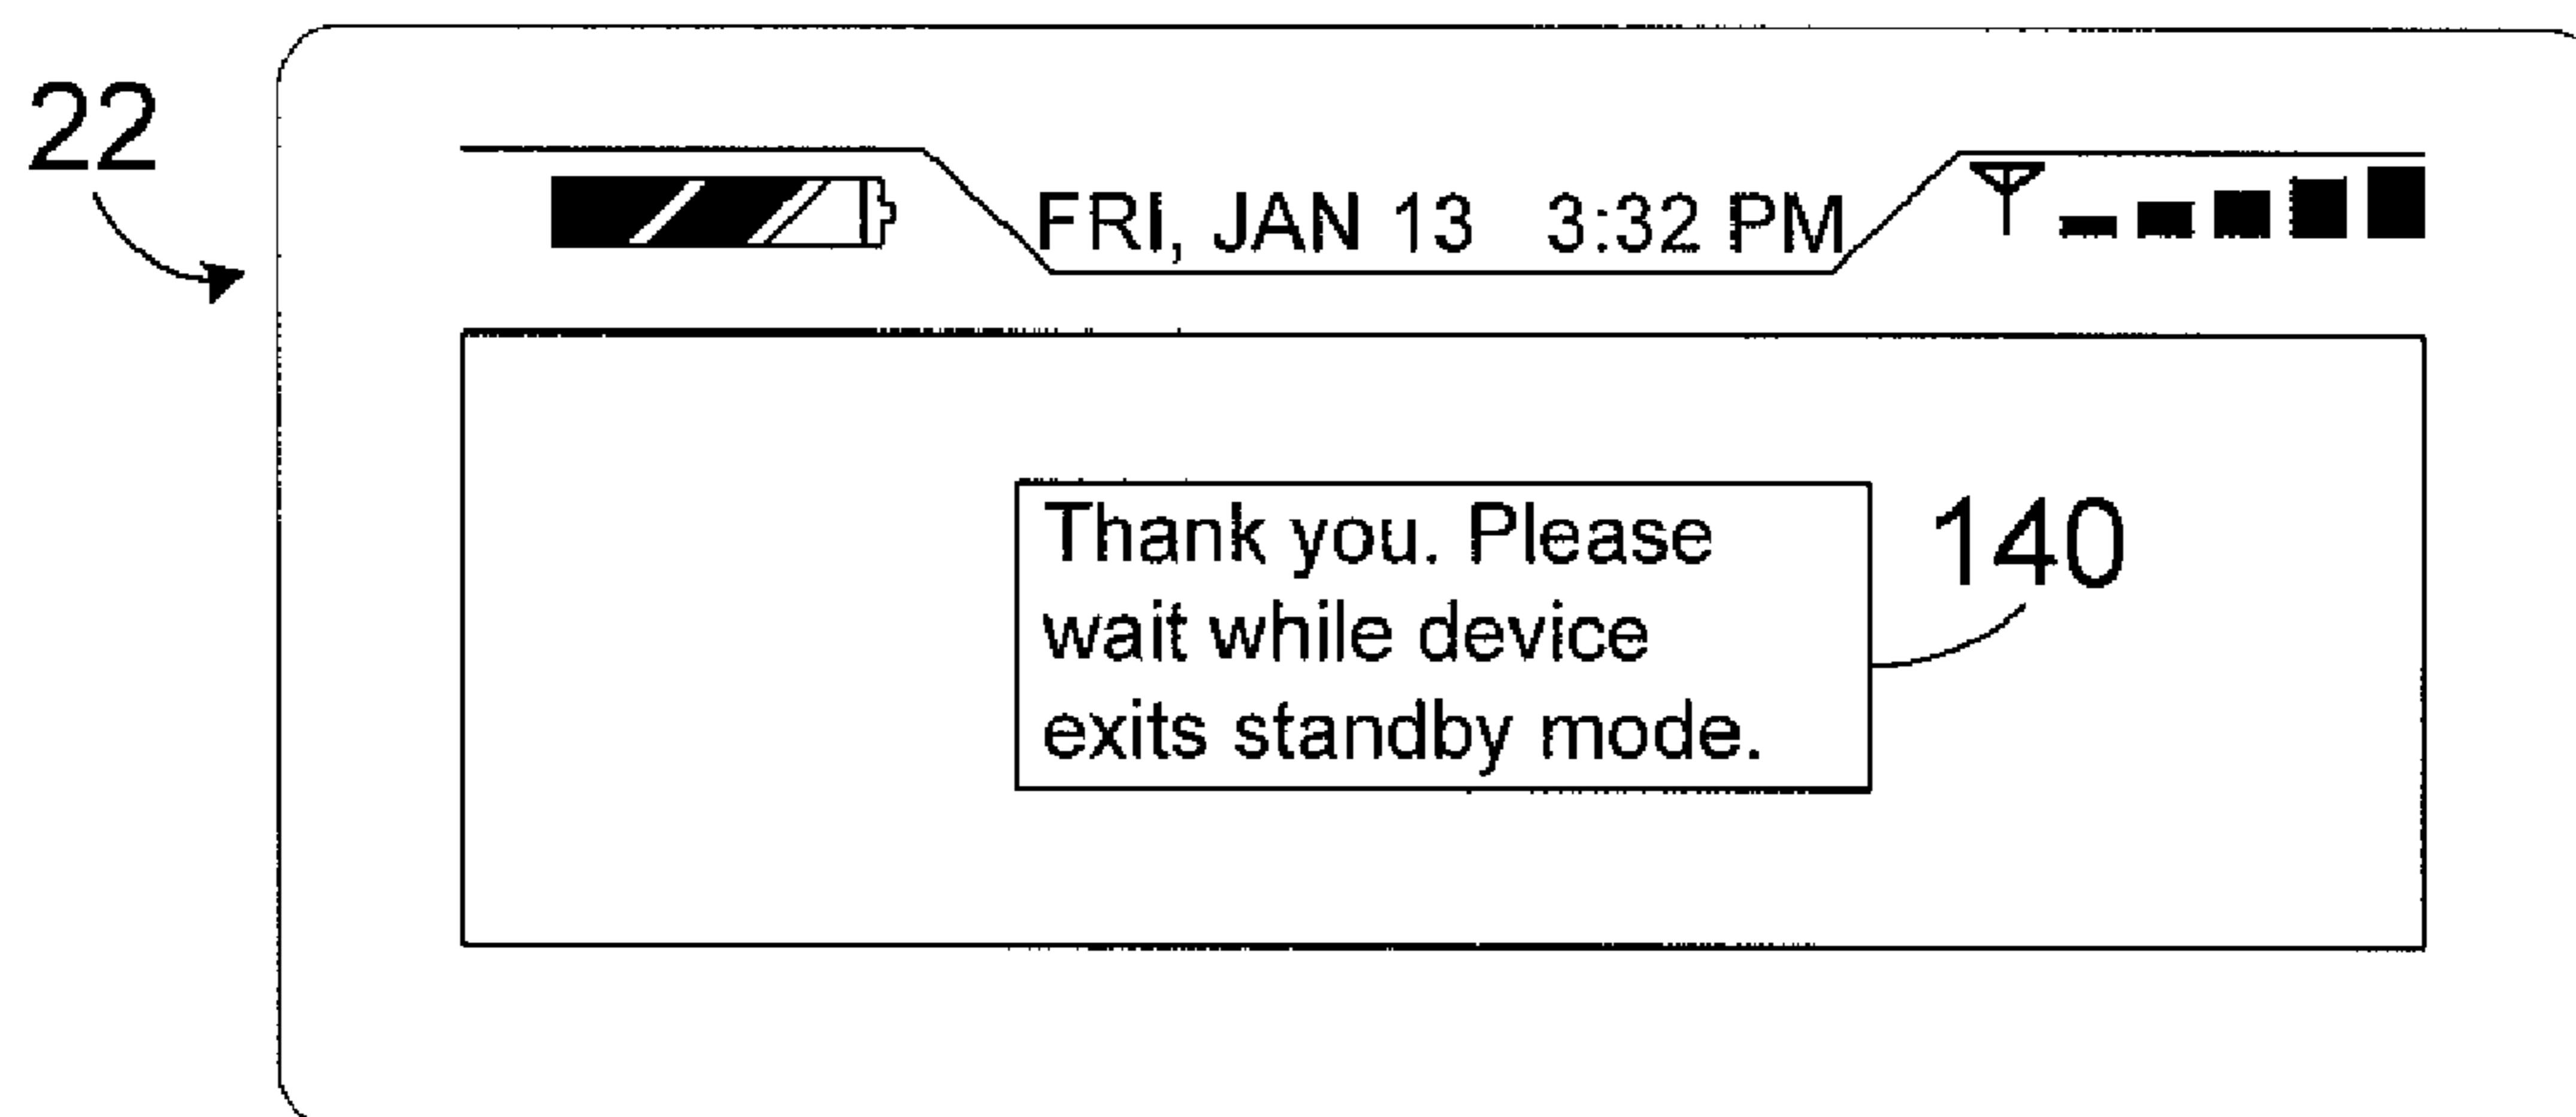 22
FRI, JAN 13 3:32 PM
Thank you. Please
wait while device
exits standby mode.
140